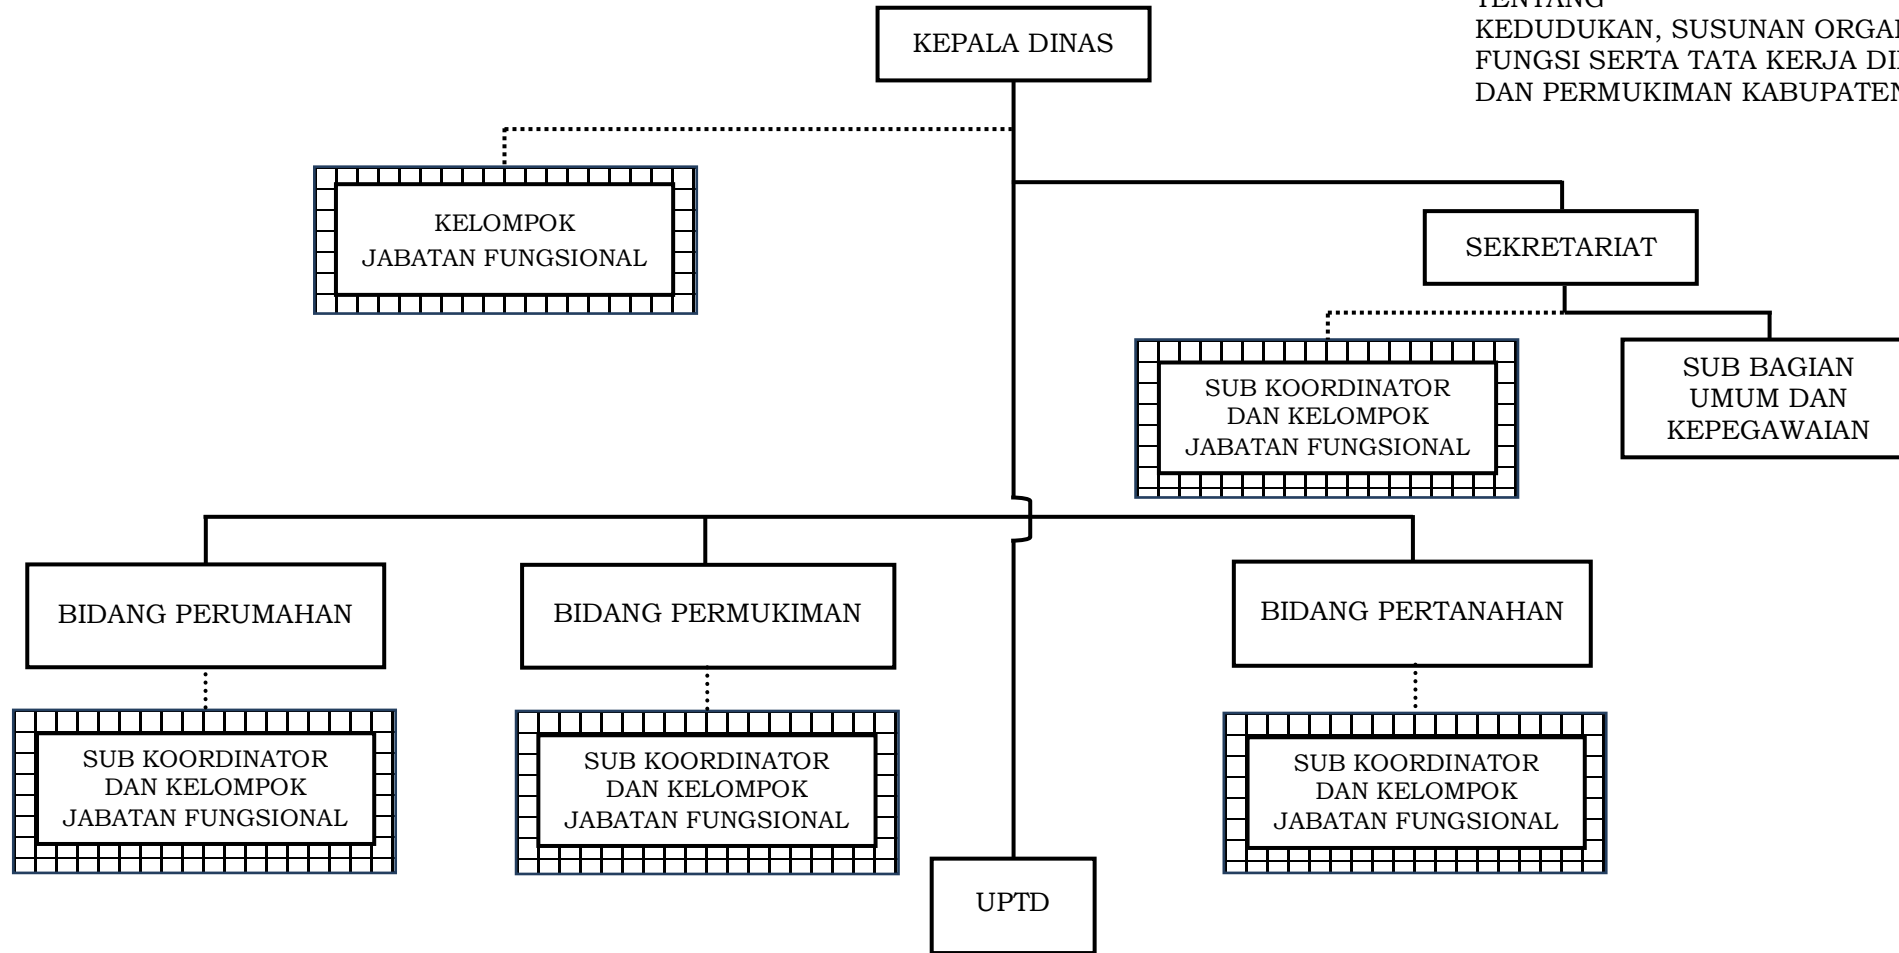 TENTANG
KEDUDUKAN, SUSUNAN
FUNGSI SERTA TATA KERJA
DAN PERMUKIMAN KABUPATEN
KEPALA DINAS
KELOMPOK
JABATAN FUNGSIONAL
SEKRETARIAT
SUB KOORDINATOR
DAN KELOMPOK
JABATAN FUNGSIONAL
SUB BAGIAN
UMUM DAN
KEPEGAWAIAN
BIDANG PERUMAHAN
BIDANG PERMUKIMAN
BIDANG PERTANAHAN
SUB KOORDINATOR
DAN KELOMPOK
JABATAN FUNGSIONAL
SUB KOORDINATOR
DAN KELOMPOK
JABATAN FUNGSIONAL
SUB KOORDINATOR
DAN KELOMPOK
JABATAN FUNGSIONAL
UPTD